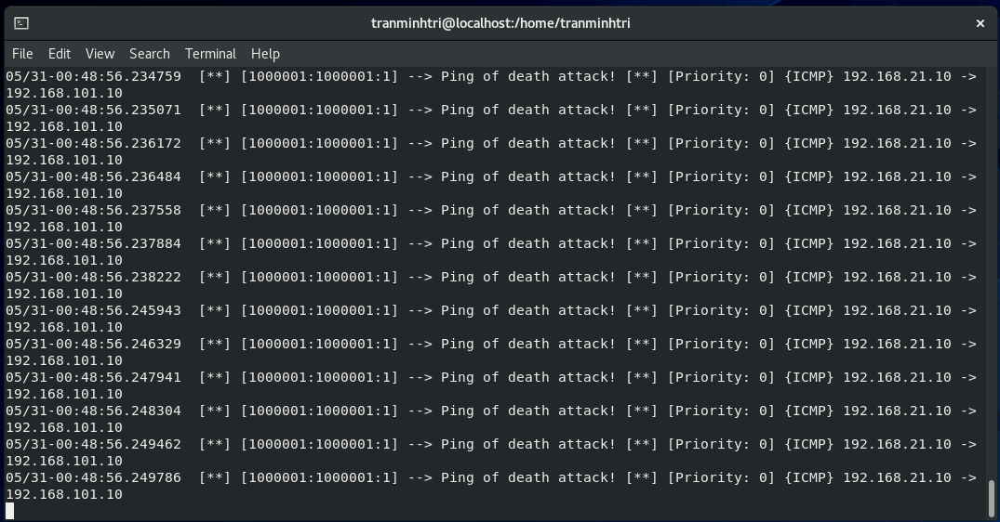 tranminhtri@localhost:/home/tranminhtri
File Edit View Search Terminal Help
05/31-00:48:56.234759  [**] [1000001:1000001:1] --> Ping of death attack! [**] [Priority: 0] {ICMP} 192.168.21.10 ->
192.168.101.10
05/31-00:48:56.235071  [**] [1000001:1000001:1] --> Ping of death attack! [**] [Priority: 0] {ICMP} 192.168.21.10 ->
192.168.101.10
05/31-00:48:56.236172  [**] [1000001:1000001:1] --> Ping of death attack! [**] [Priority: 0] {ICMP} 192.168.21.10 ->
192.168.101.10
05/31-00:48:56.236484  [**] [1000001:1000001:1] --> Ping of death attack! [**] [Priority: 0] {ICMP} 192.168.21.10 ->
192.168.101.10
05/31-00:48:56.237558  [**] [1000001:1000001:1] --> Ping of death attack! [**] [Priority: 0] {ICMP} 192.168.21.10 ->
192.168.101.10
05/31-00:48:56.237884  [**] [1000001:1000001:1] --> Ping of death attack! [**] [Priority: 0] {ICMP} 192.168.21.10 ->
192.168.101.10
05/31-00:48:56.238222  [**] [1000001:1000001:1] --> Ping of death attack! [**] [Priority: 0] {ICMP} 192.168.21.10 ->
192.168.101.10
05/31-00:48:56.245943  [**] [1000001:1000001:1] --> Ping of death attack! [**] [Priority: 0] {ICMP} 192.168.21.10 ->
192.168.101.10
05/31-00:48:56.246329  [**] [1000001:1000001:1] --> Ping of death attack! [**] [Priority: 0] {ICMP} 192.168.21.10 ->
192.168.101.10
05/31-00:48:56.247941  [**] [1000001:1000001:1] --> Ping of death attack! [**] [Priority: 0] {ICMP} 192.168.21.10 ->
192.168.101.10
05/31-00:48:56.248304  [**] [1000001:1000001:1] --> Ping of death attack! [**] [Priority: 0] {ICMP} 192.168.21.10 ->
192.168.101.10
05/31-00:48:56.249462  [**] [1000001:1000001:1] --> Ping of death attack! [**] [Priority: 0] {ICMP} 192.168.21.10 ->
192.168.101.10
05/31-00:48:56.249786  [**] [1000001:1000001:1] --> Ping of death attack! [**] [Priority: 0] {ICMP} 192.168.21.10 ->
192.168.101.10